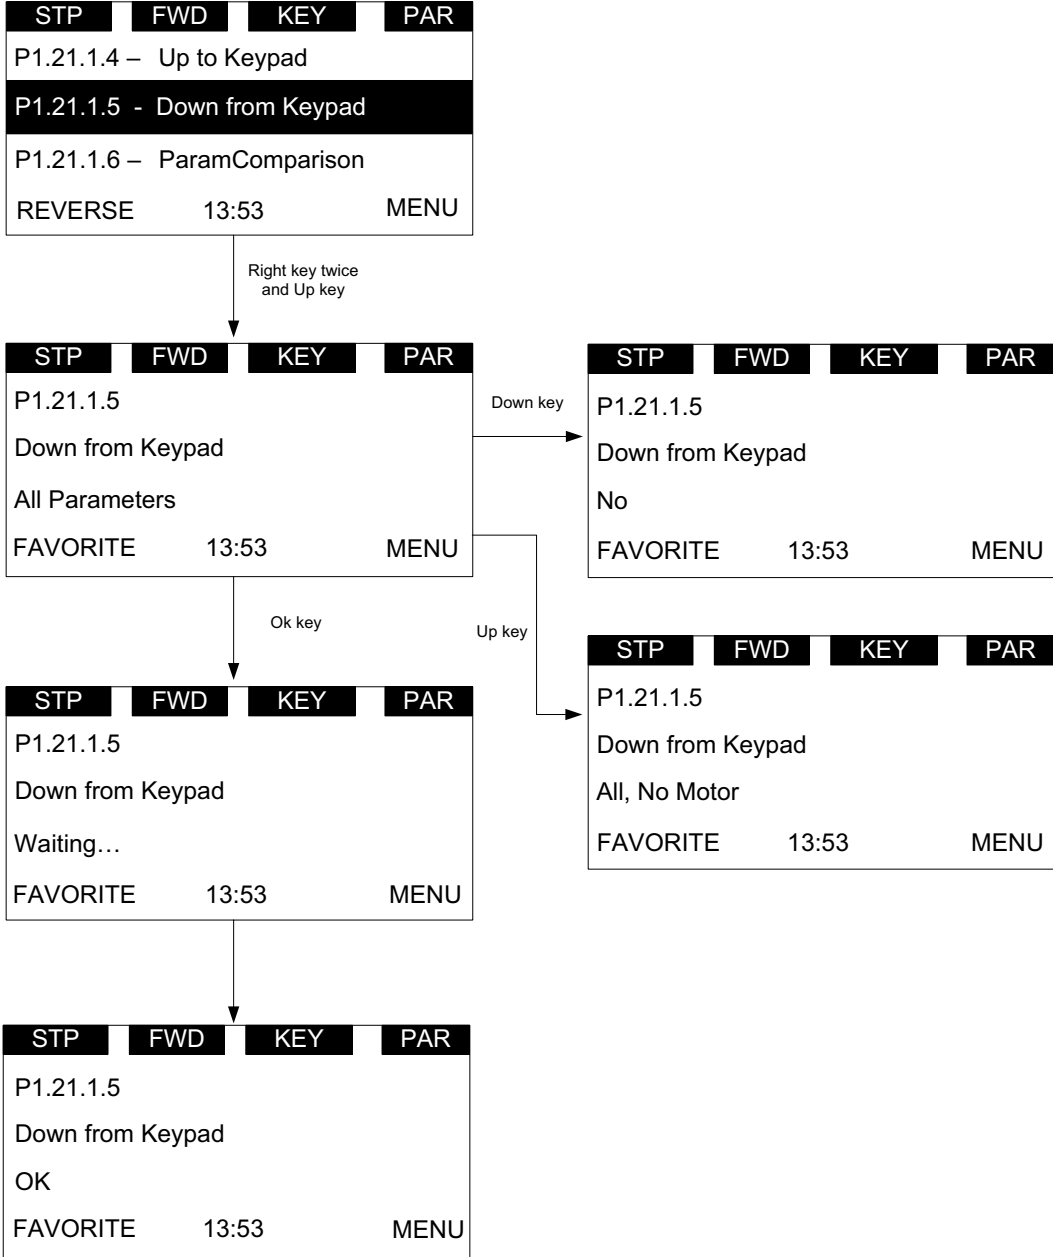 STP FWD KEY PAR
P1.21.1.4 – Up to Keypad
P1.21.1.5 - Down from Keypad
P1.21.1.6 – ParamComparison
REVERSE 13:53 MENU
Right key twice
and Up key
STP FWD KEY PAR
P1.21.1.5
Down from Keypad
All Parameters
FAVORITE 13:53 MENU
Down key
STP FWD KEY PAR
P1.21.1.5
Down from Keypad
No
FAVORITE 13:53 MENU
Ok key
Up key
STP FWD KEY PAR
P1.21.1.5
Down from Keypad
All, No Motor
FAVORITE 13:53 MENU
STP FWD KEY PAR
P1.21.1.5
Down from Keypad
Waiting…
FAVORITE 13:53 MENU
STP FWD KEY PAR
P1.21.1.5
Down from Keypad
OK
FAVORITE 13:53 MENU